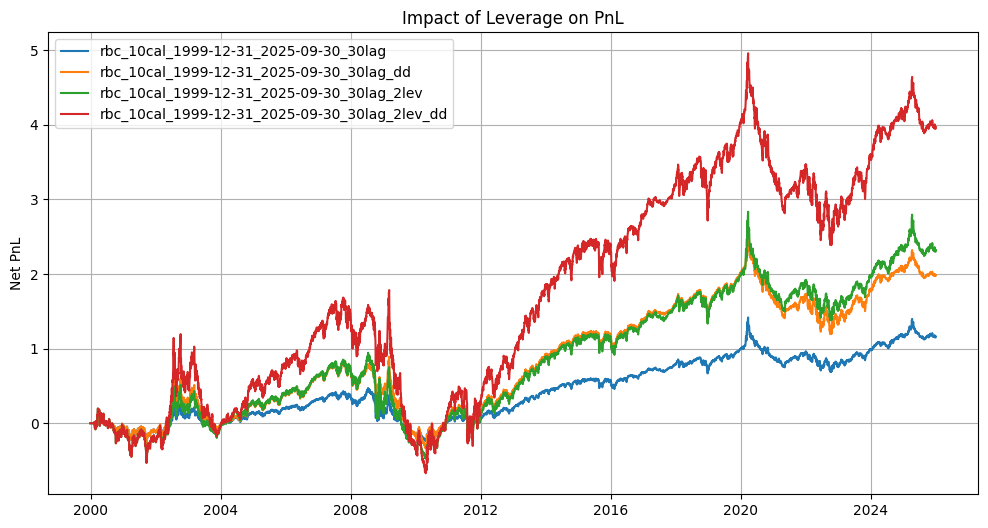 Impact of Leverage on PnL
rbc_10cal_1999-12-31_2025-09-30_30lag
rbc_10cal_1999-12-31_2025-09-30_30lag_dd
rbc_10cal_1999-12-31_2025-09-30_30lag_2lev
rbc_10cal_1999-12-31_2025-09-30_30lag_2lev_dd
Net PnL
5
4
3
2
1
0
2000 2004 2008 2012 2016 2020 2024